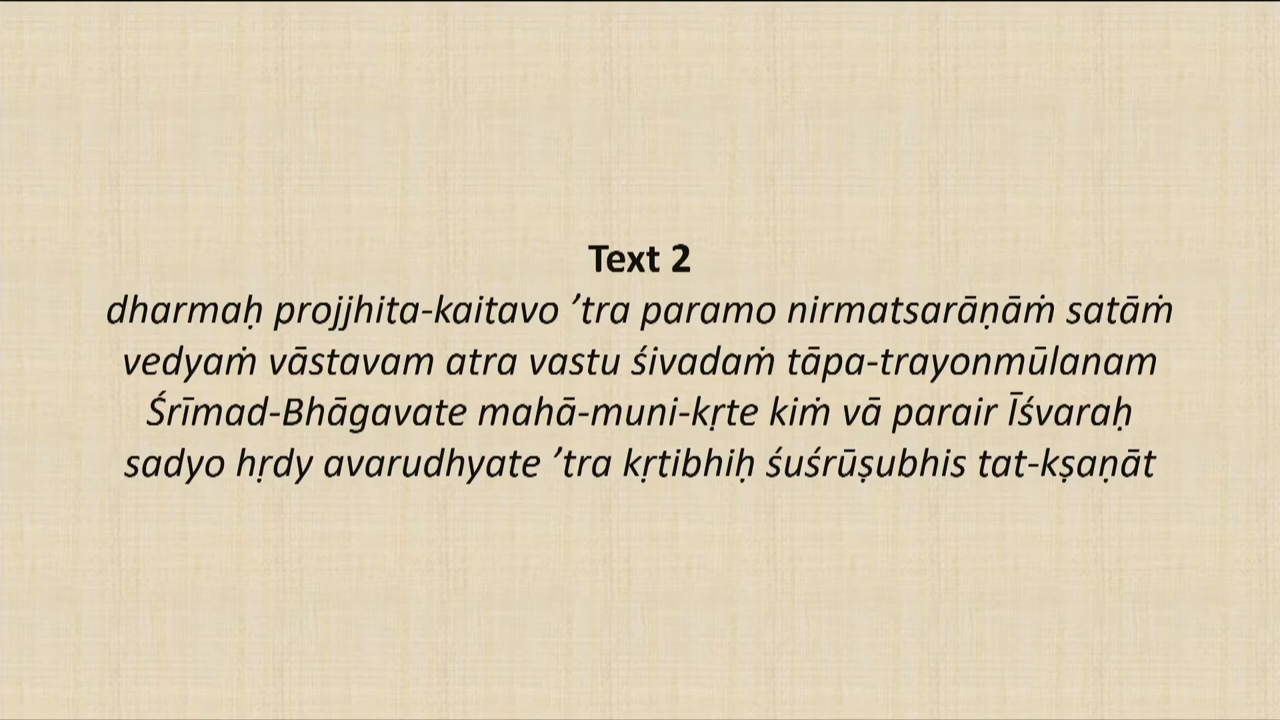 Text 2
dharmaḥ projjhita-kaitavo ’tra paramo nirmatsarāṇāṁ satāṁ
vedyaṁ vāstavam atra vastu śivadaṁ tāpa-trayonmūlanam
Śrīmad-Bhāgavate mahā-muni-kṛte kiṁ vā parair Īśvaraḥ
sadyo hṛdy avarudhyate ’tra kṛtibhiḥ śuśrūṣubhis tat-kṣaṇāt